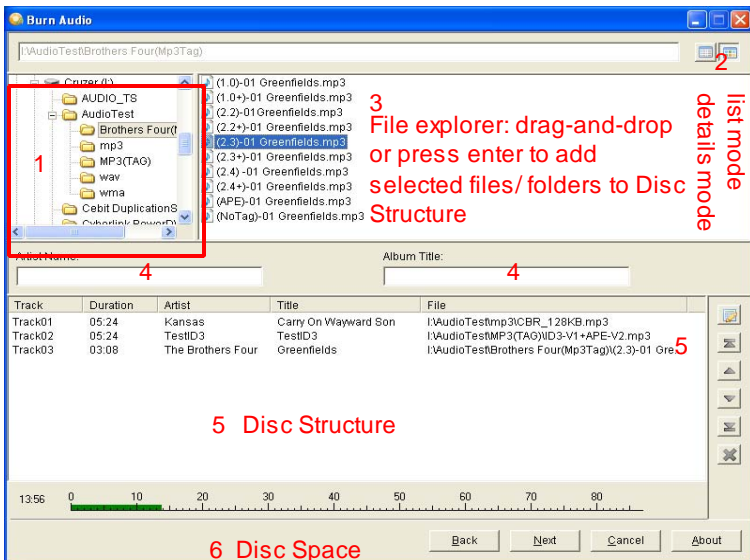 Burn Audio
I:\AudioTest\Brothers Four(Mp3Tag)
2
Cruzer (I:)
AUDIO_TS
AudioTest
Brothers Four(
mp3
MP3(TAG)
wav
wma
Cebit DuplicationS
1
(1.0)-01 Greenfields.mp3
(1.0+)-01 Greenfields.mp3
(2.2)-01Greenfields.mp3
(2.2+)-01 Greenfields.mp3
(2.3)-01 Greenfields.mp3
(2.3+)-01 Greenfields.mp3
(2.4) -01 Greenfields.mp3
(2.4+)-01 Greenfields.mp3
(APE)-01 Greenfields.mp3
(NoTag)-01 Greenfields.mp3
3
File explorer: drag-and-drop
or press enter to add
selected files/ folders to Disc
Structure
list mode
details mode
Artist Name:
Album Title:
4
4
Track Duration Artist Title File
Track01 05:24 Kansas Carry On Wayward Son I:\AudioTest\mp3\CBR_128KB.mp3
Track02 05:24 TestID3 TestID3 I:\AudioTest\MP3(TAG)\ID3-V1+APE-V2.mp3
Track03 03:08 The Brothers Four Greenfields I:\AudioTest\Brothers Four(Mp3Tag)\(2.3)-01 Gre..
5
5 Disc Structure
13:56 0 10 20 30 40 50 60 70 80
6 Disc Space
Back Next Cancel About